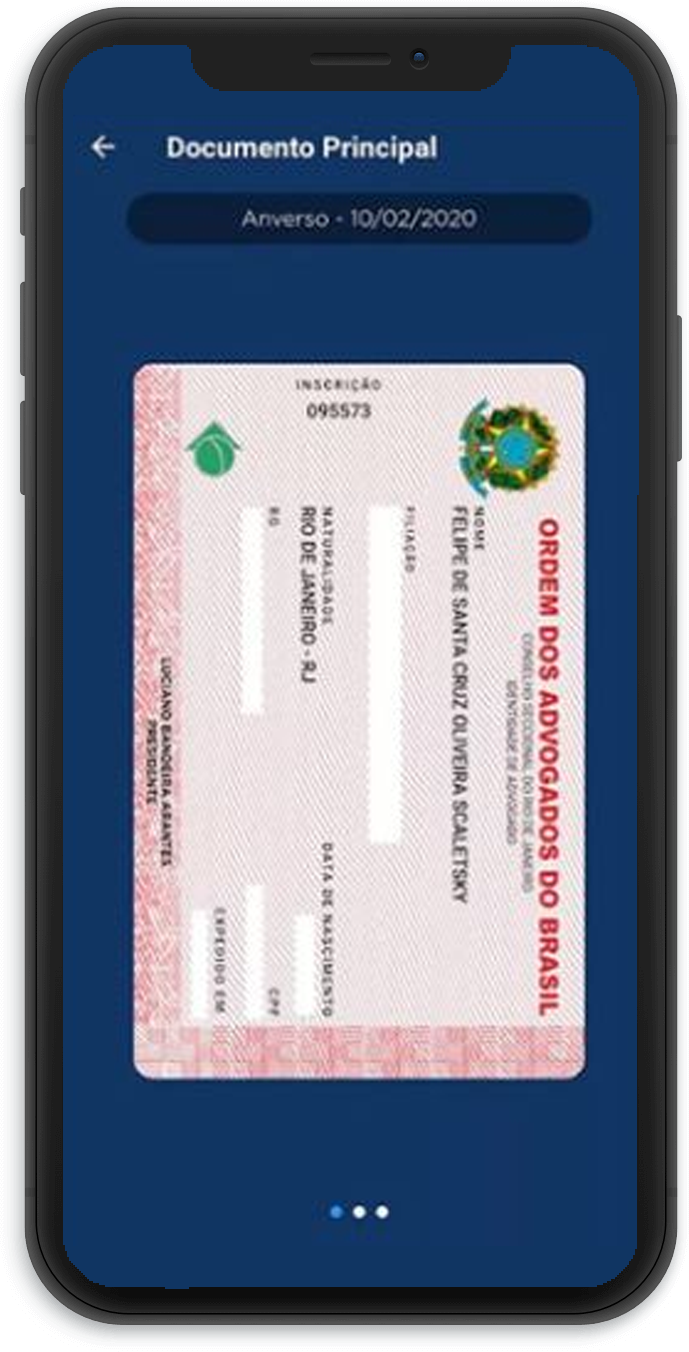 Documento Principal
Anverso - 10/02/2020
ORDEM DOS ADVOGADOS DO BRASIL
CONSELHO SECCIONAL DO RIO DE JANEIRO
IDENTIDADE DE ADVOGADO
INSCRIÇÃO
095573
NOME
FELIPE DE SANTA CRUZ OLIVEIRA SCALETSKY
FILIAÇÃO
NATURALIDADE
RIO DE JANEIRO - RJ
DATA DE NASCIMENTO
RG
CPF
EXPEDIDO EM
LUCIANO BANDEIRA ARANTES
PRESIDENTE